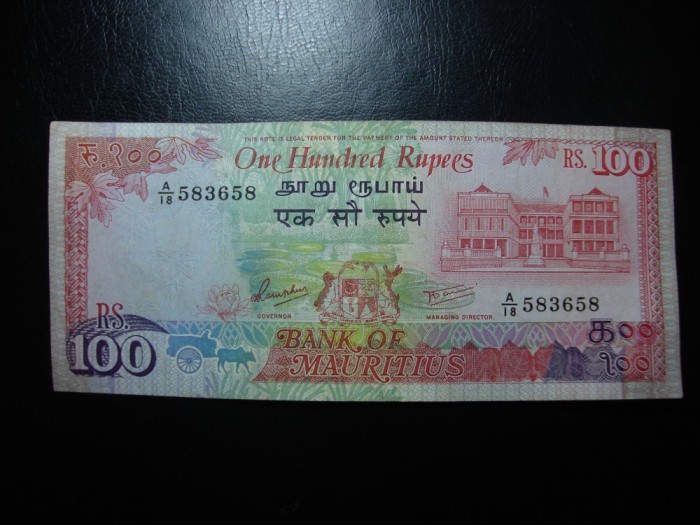 THIS NOTE IS LEGAL TENDER FOR THE PAYMENT OF THE AMOUNT STATED THEREON
रु.१००
One Hundred Rupees
RS. 100
A/18 583658
நூறு ரூபாய்
एक सौ रुपये
GOVERNOR
MANAGING DIRECTOR
A/18 583658
RS.
100
BANK OF
MAURITIUS
௧௦௦
૧૦૦